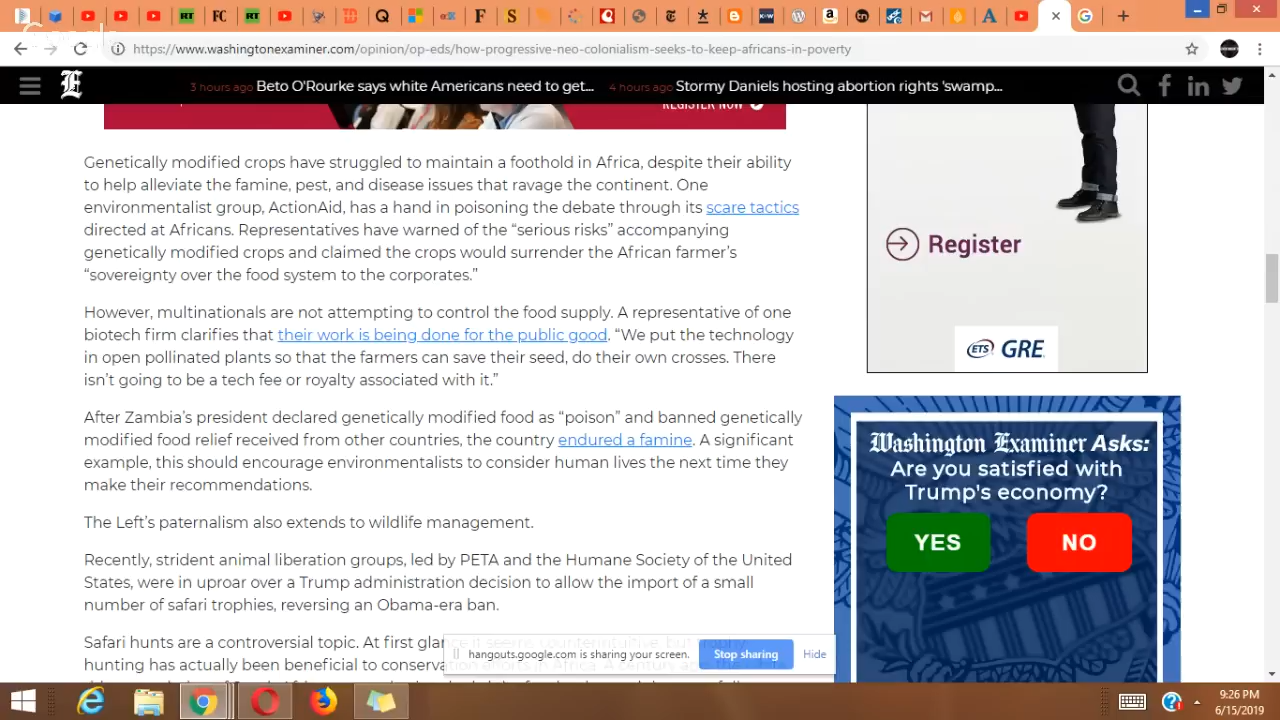 https://www.washingtonexaminer.com/opinion/op-eds/how-progressive-neo-colonialism-seeks-to-keep-africans-in-poverty
3 hours ago Beto O'Rourke says white Americans need to get... 4 hours ago Stormy Daniels hosting abortion rights 'swamp...
REGISTER NOW
Genetically modified crops have struggled to maintain a foothold in Africa, despite their ability
to help alleviate the famine, pest, and disease issues that ravage the continent. One
environmentalist group, ActionAid, has a hand in poisoning the debate through its scare tactics
directed at Africans. Representatives have warned of the “serious risks” accompanying
genetically modified crops and claimed the crops would surrender the African farmer’s
“sovereignty over the food system to the corporates.”
However, multinationals are not attempting to control the food supply. A representative of one
biotech firm clarifies that their work is being done for the public good. “We put the technology
in open pollinated plants so that the farmers can save their seed, do their own crosses. There
isn’t going to be a tech fee or royalty associated with it.”
After Zambia’s president declared genetically modified food as “poison” and banned genetically
modified food relief received from other countries, the country endured a famine. A significant
example, this should encourage environmentalists to consider human lives the next time they
make their recommendations.
The Left’s paternalism also extends to wildlife management.
Recently, strident animal liberation groups, led by PETA and the Humane Society of the United
States, were in uproar over a Trump administration decision to allow the import of a small
number of safari trophies, reversing an Obama-era ban.
Safari hunts are a controversial topic. At first glance it seems counterintuitive, but trophy
hunting has actually been beneficial to conservation efforts in Africa. A century ago, the white
Register
ETS GRE
Washington Examiner Asks:
Are you satisfied with
Trump's economy?
YES NO
hangouts.google.com is sharing your screen. Stop sharing Hide
9:26 PM
6/15/2019